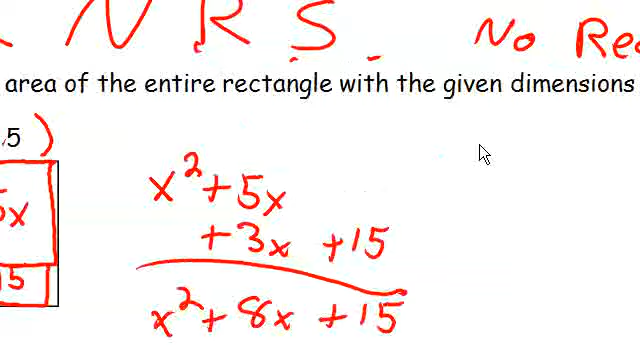 N R S. No Rea
area of the entire rectangle with the given dimensions
.5 )
x² + 5x
5x
+ 3x + 15
15
x² + 8x + 15